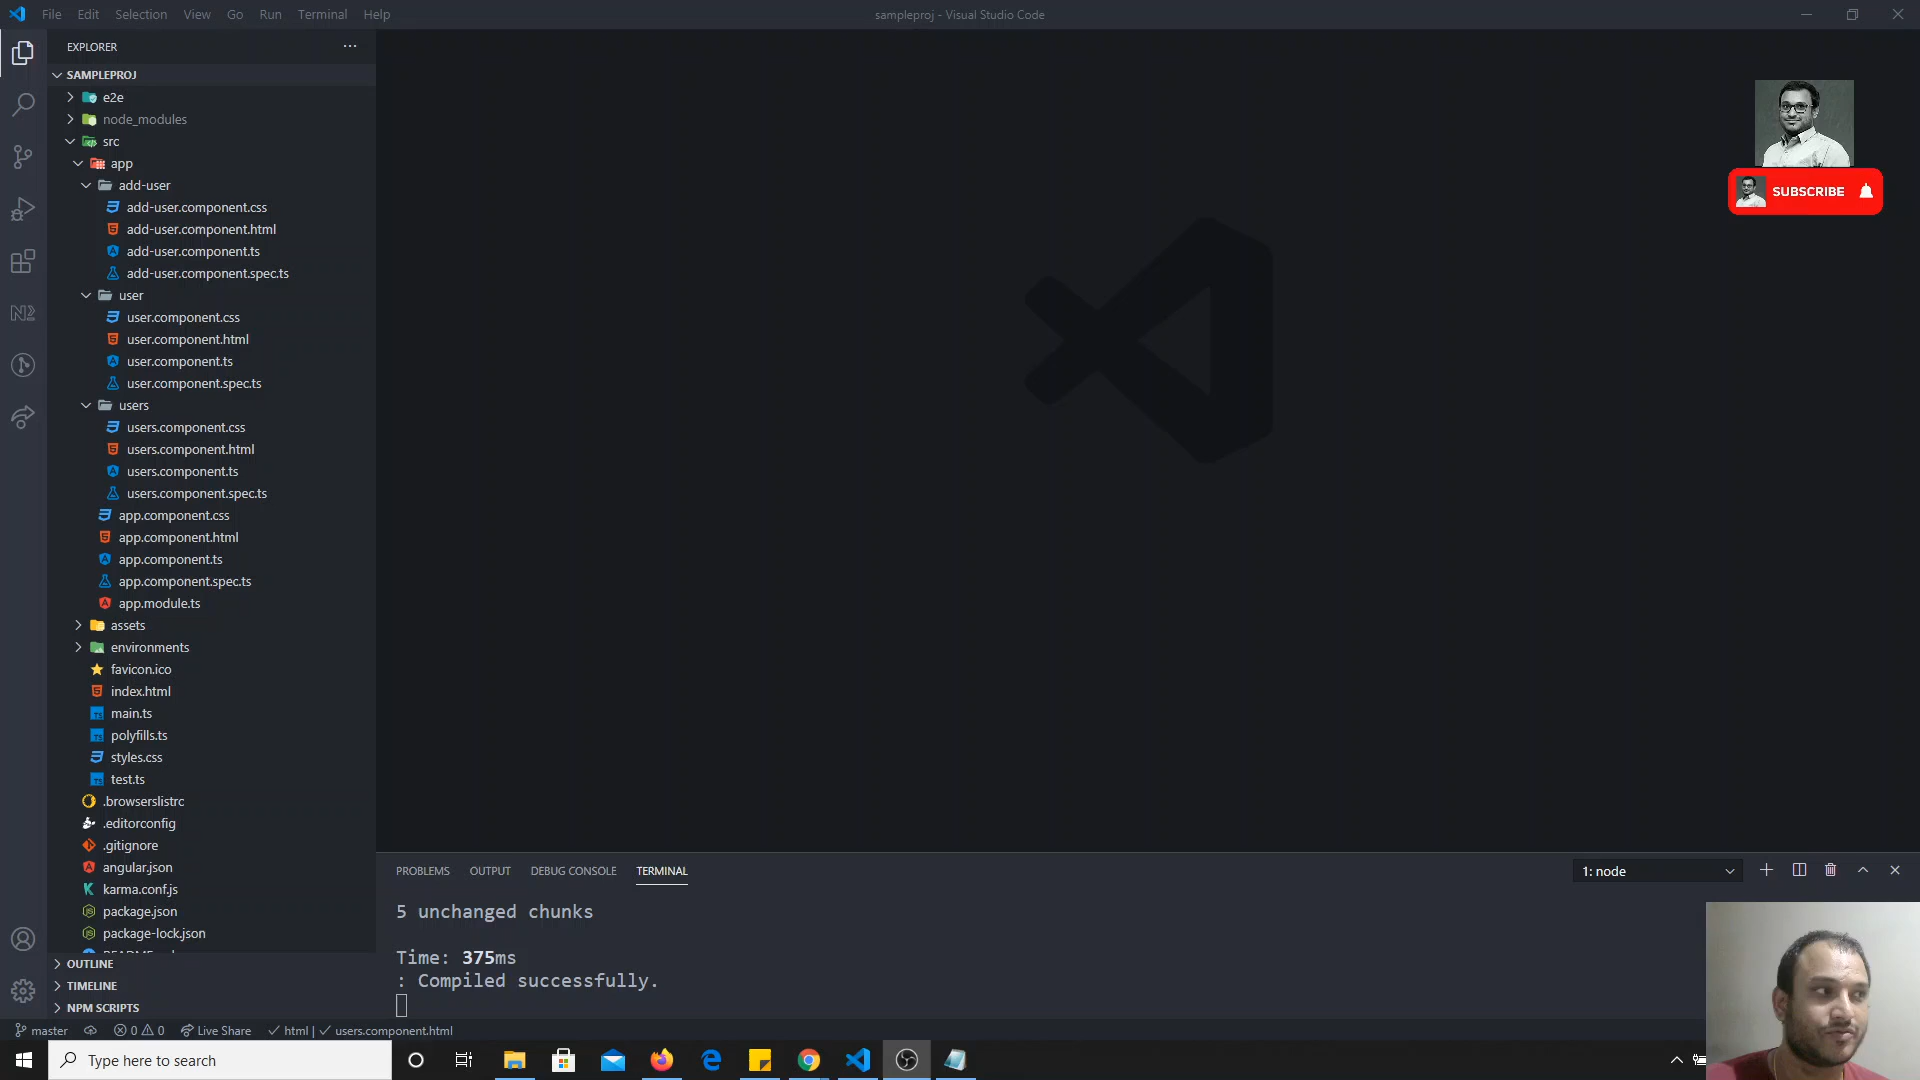 File Edit Selection View Go Run Terminal Help
sampleproj - Visual Studio Code
EXPLORER
SAMPLEPROJ
e2e
node_modules
src
app
add-user
add-user.component.css
add-user.component.html
add-user.component.ts
add-user.component.spec.ts
user
user.component.css
user.component.html
user.component.ts
user.component.spec.ts
users
users.component.css
users.component.html
users.component.ts
users.component.spec.ts
app.component.css
app.component.html
app.component.ts
app.component.spec.ts
app.module.ts
assets
environments
favicon.ico
index.html
main.ts
polyfills.ts
styles.css
test.ts
.browserslistrc
.editorconfig
.gitignore
angular.json
karma.conf.js
package.json
package-lock.json
OUTLINE
TIMELINE
NPM SCRIPTS
SUBSCRIBE
PROBLEMS OUTPUT DEBUG CONSOLE TERMINAL
1: node
5 unchanged chunks
Time: 375ms
: Compiled successfully.
master 0 0 Live Share html | users.component.html
Type here to search